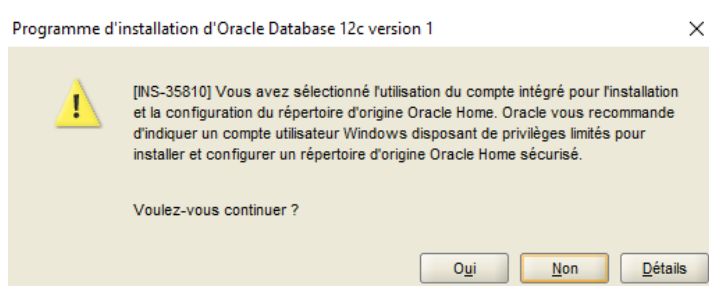 Programme d'installation d'Oracle Database 12c version 1
[INS-35810] Vous avez sélectionné l'utilisation du compte intégré pour l'installation
et la configuration du répertoire d'origine Oracle Home. Oracle vous recommande
d'indiquer un compte utilisateur Windows disposant de privilèges limités pour
installer et configurer un répertoire d'origine Oracle Home sécurisé.
Voulez-vous continuer ?
Oui Non Détails